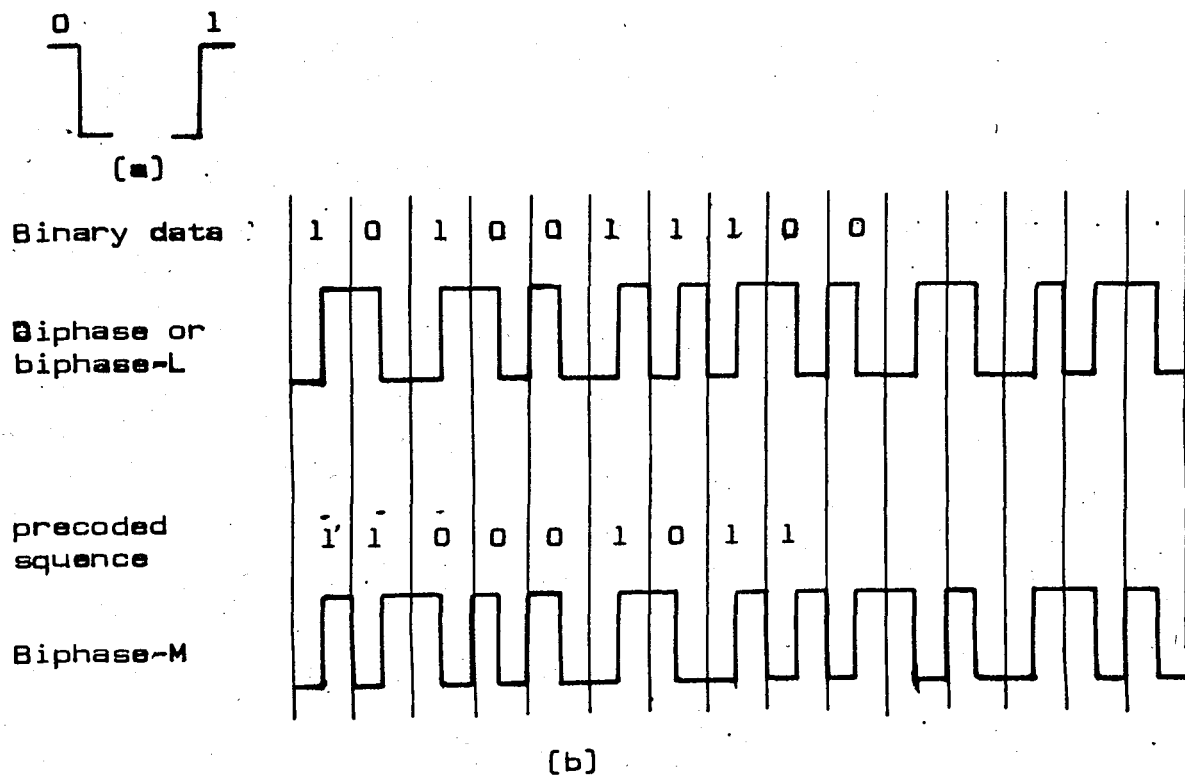 0 1
(a)
Binary data 1 0 1 0 0 1 1 1 0 0
Biphase or
biphase-L
precoded
squence
1 1 0 0 0 1 0 1 1
Biphase-M
(b)